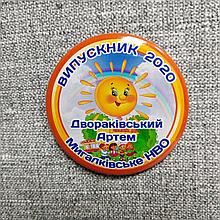 ВИПУСКНИК 2020
Двораківський
Артем
Мигалківське НВО